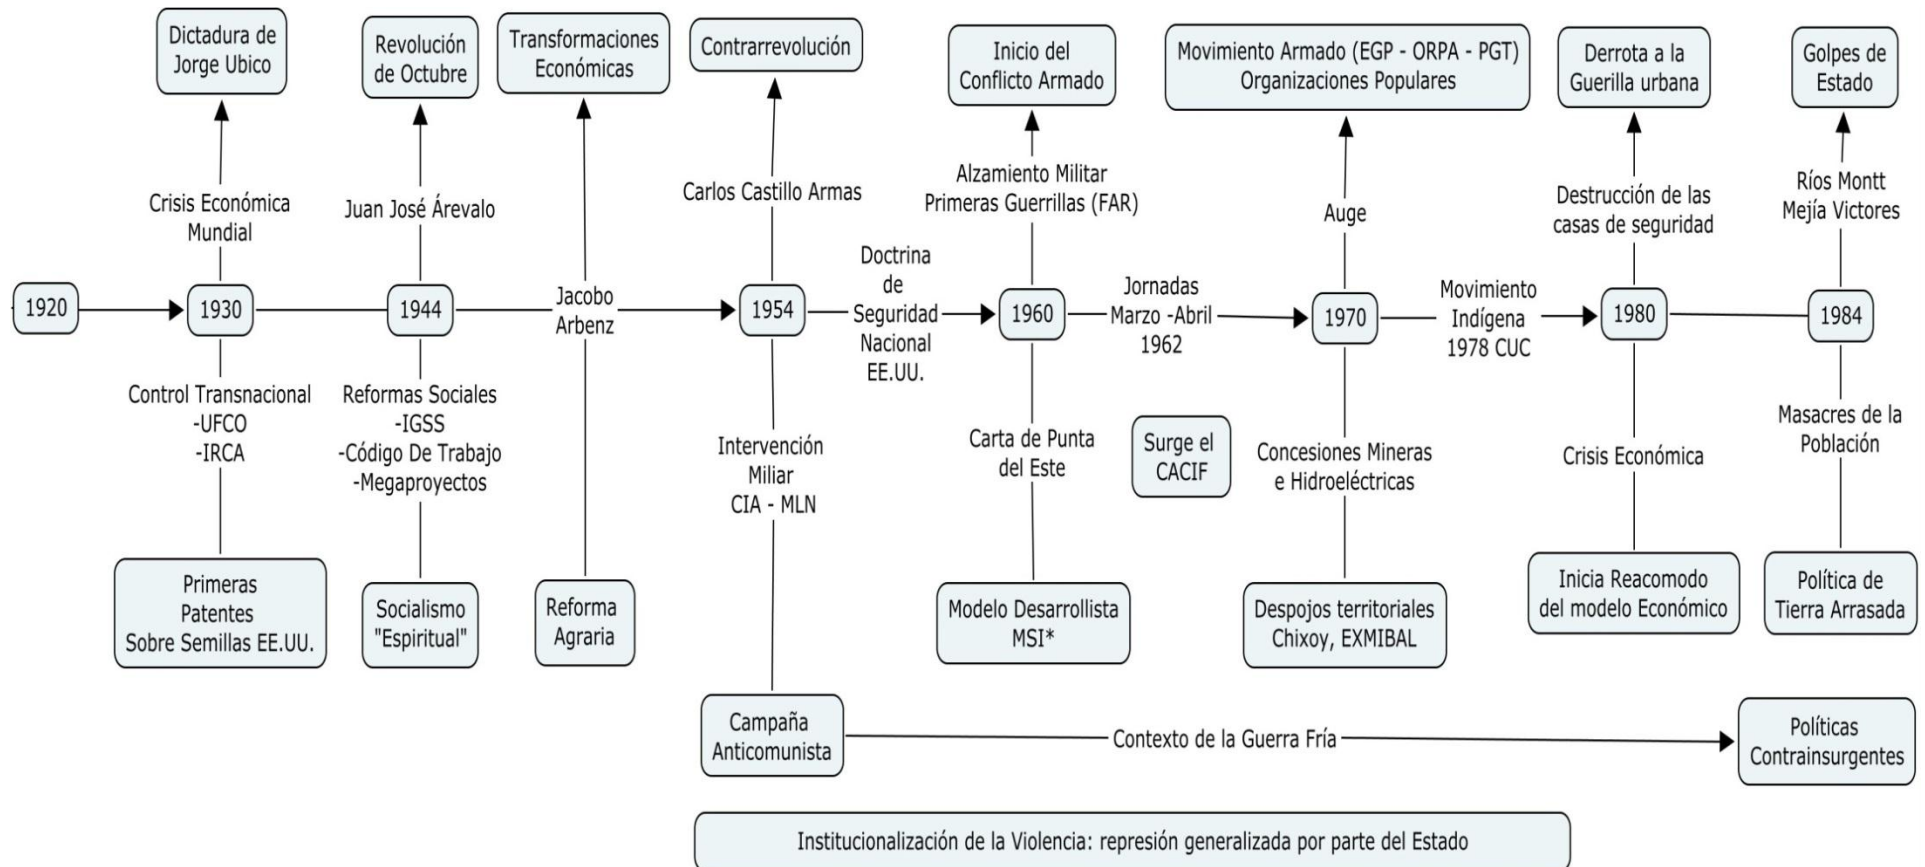 Dictadura de
Jorge Ubico
Revolución
de Octubre
Transformaciones
Económicas
Contrarrevolución
Inicio del
Conflicto Armado
Movimiento Armado (EGP - ORPA - PGT)
Organizaciones Populares
Derrota a la
Guerilla urbana
Golpes de
Estado
Crisis Económica
Mundial
Juan José Árevalo
Carlos Castillo Armas
Alzamiento Militar
Primeras Guerrillas (FAR)
Auge
Destrucción de las
casas de seguridad
Ríos Montt
Mejía Victores
1920
1930
1944
Jacobo
Arbenz
1954
Doctrina
de
Seguridad
Nacional
EE.UU.
1960
Jornadas
Marzo -Abril
1962
1970
Movimiento
Indígena
1978 CUC
1980
1984
Control Transnacional
-UFCO
-IRCA
Reformas Sociales
-IGSS
-Código De Trabajo
-Megaproyectos
Intervención
Miliar
CIA - MLN
Carta de Punta
del Este
Surge el
CACIF
Concesiones Mineras
e Hidroeléctricas
Crisis Económica
Masacres de la
Población
Primeras
Patentes
Sobre Semillas EE.UU.
Socialismo
"Espiritual"
Reforma
Agraria
Modelo Desarrollista
MSI*
Despojos territoriales
Chixoy, EXMIBAL
Inicia Reacomodo
del modelo Económico
Política de
Tierra Arrasada
Campaña
Anticomunista
Contexto de la Guerra Fría
Políticas
Contrainsurgentes
Institucionalización de la Violencia: represión generalizada por parte del Estado